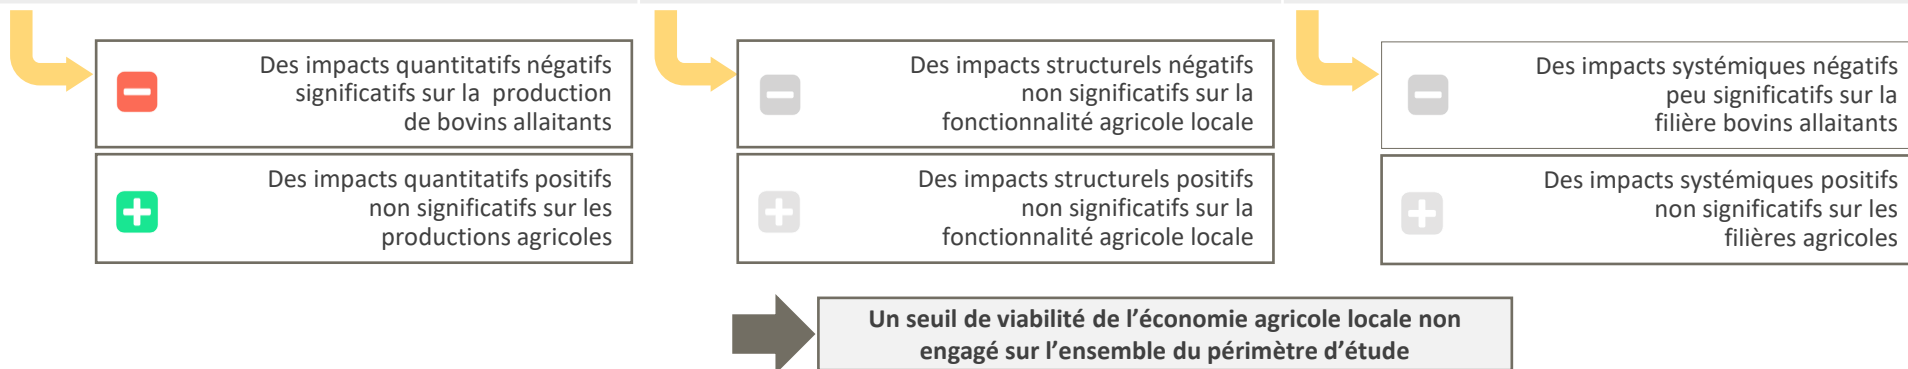 Des impacts quantitatifs négatifs
significatifs sur la production
de bovins allaitants
Des impacts quantitatifs positifs
non significatifs sur les
productions agricoles
Des impacts structurels négatifs
non significatifs sur la
fonctionnalité agricole locale
Des impacts structurels positifs
non significatifs sur la
fonctionnalité agricole locale
Des impacts systémiques négatifs
peu significatifs sur la
filière bovins allaitants
Des impacts systémiques positifs
non significatifs sur les
filières agricoles
Un seuil de viabilité de l’économie agricole locale non
engagé sur l’ensemble du périmètre d’étude